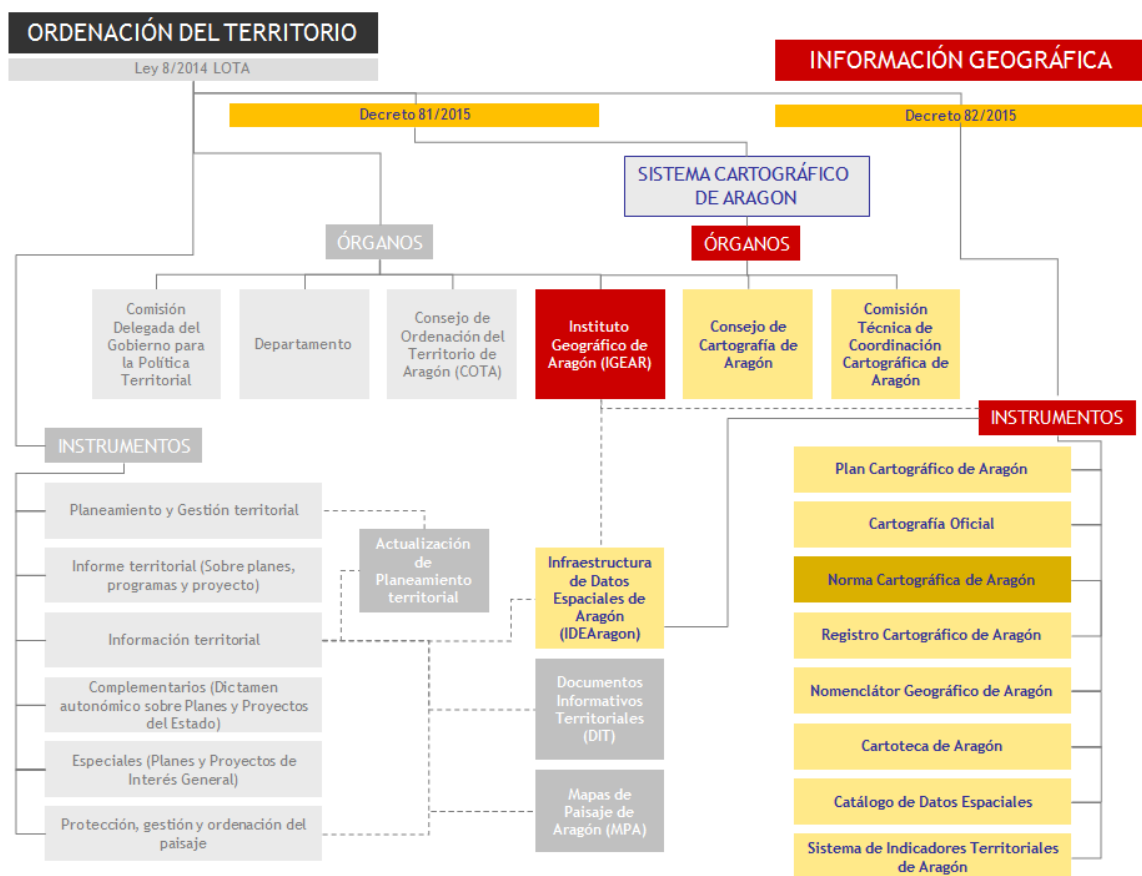 ORDENACIÓN DEL TERRITORIO
Ley 8/2014 LOTA
INFORMACIÓN GEOGRÁFICA
Decreto 81/2015
Decreto 82/2015
SISTEMA CARTOGRÁFICO
DE ARAGON
ÓRGANOS
ÓRGANOS
Comisión
Delegada del
Gobierno para
la Política
Territorial
Departamento
Consejo de
Ordenación del
Territorio de
Aragón (COTA)
Instituto
Geográfico de
Aragón (IGEAR)
Consejo de
Cartografía de
Aragón
Comisión
Técnica de
Coordinación
Cartográfica de
Aragón
INSTRUMENTOS
INSTRUMENTOS
Planeamiento y Gestión territorial
Informe territorial (Sobre planes,
programas y proyecto)
Información territorial
Complementarios (Dictamen
autonómico sobre Planes y Proyectos
del Estado)
Especiales (Planes y Proyectos de
Interés General)
Protección, gestión y ordenación del
paisaje
Actualización
de
Planeamiento
territorial
Infraestructura
de Datos
Espaciales de
Aragón
(IDEAragon)
Documentos
Informativos
Territoriales
(DIT)
Mapas de
Paisaje de
Aragón (MPA)
Plan Cartográfico de Aragón
Cartografía Oficial
Norma Cartográfica de Aragón
Registro Cartográfico de Aragón
Nomenclátor Geográfico de Aragón
Cartoteca de Aragón
Catálogo de Datos Espaciales
Sistema de Indicadores Territoriales
de Aragón